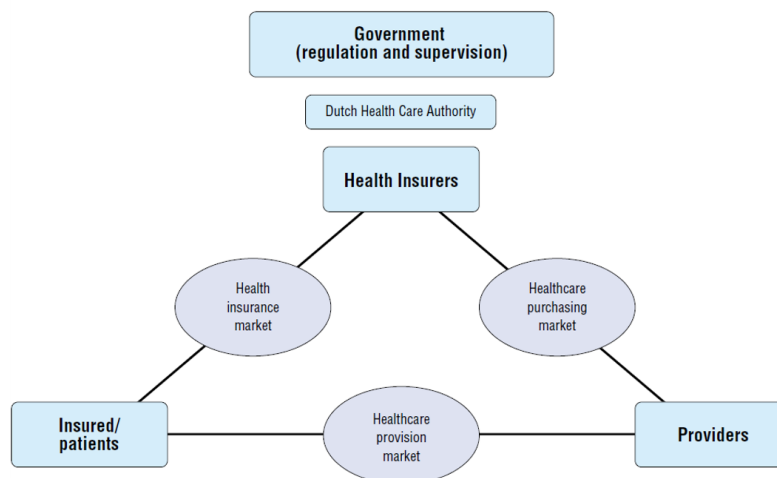 Government
(regulation and supervision)
Dutch Health Care Authority
Health Insurers
Health
insurance
market
Healthcare
purchasing
market
Insured/
patients
Healthcare
provision
market
Providers